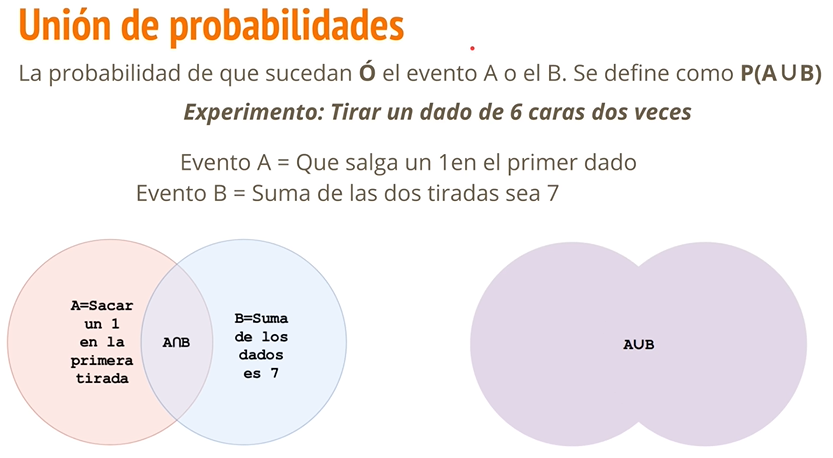 Unión de probabilidades
La probabilidad de que sucedan Ó el evento A o el B. Se define como P(A∪B)
Experimento: Tirar un dado de 6 caras dos veces
Evento A = Que salga un 1en el primer dado
Evento B = Suma de las dos tiradas sea 7
A=Sacar
un 1
en la
primera
tirada
A∩B
B=Suma
de los
dados
es 7
A∪B